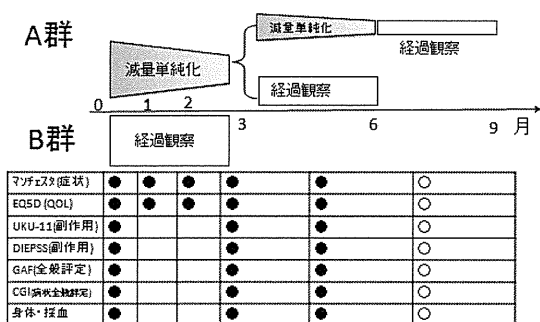 A群
減量単純化
減量単純化
経過観察
経過観察
0 1 2 3 6 9 月
B群
経過観察
マンチェスタ(症状) ● ● ● ● ● ○
EQ5D (QOL) ● ● ● ● ● ○
UKU-11(副作用) ● ● ● ○
DIEPSS(副作用) ● ● ● ○
GAF(全般評定) ● ● ● ○
CGI(病状全般評定) ● ● ● ○
身体・採血 ● ● ● ○